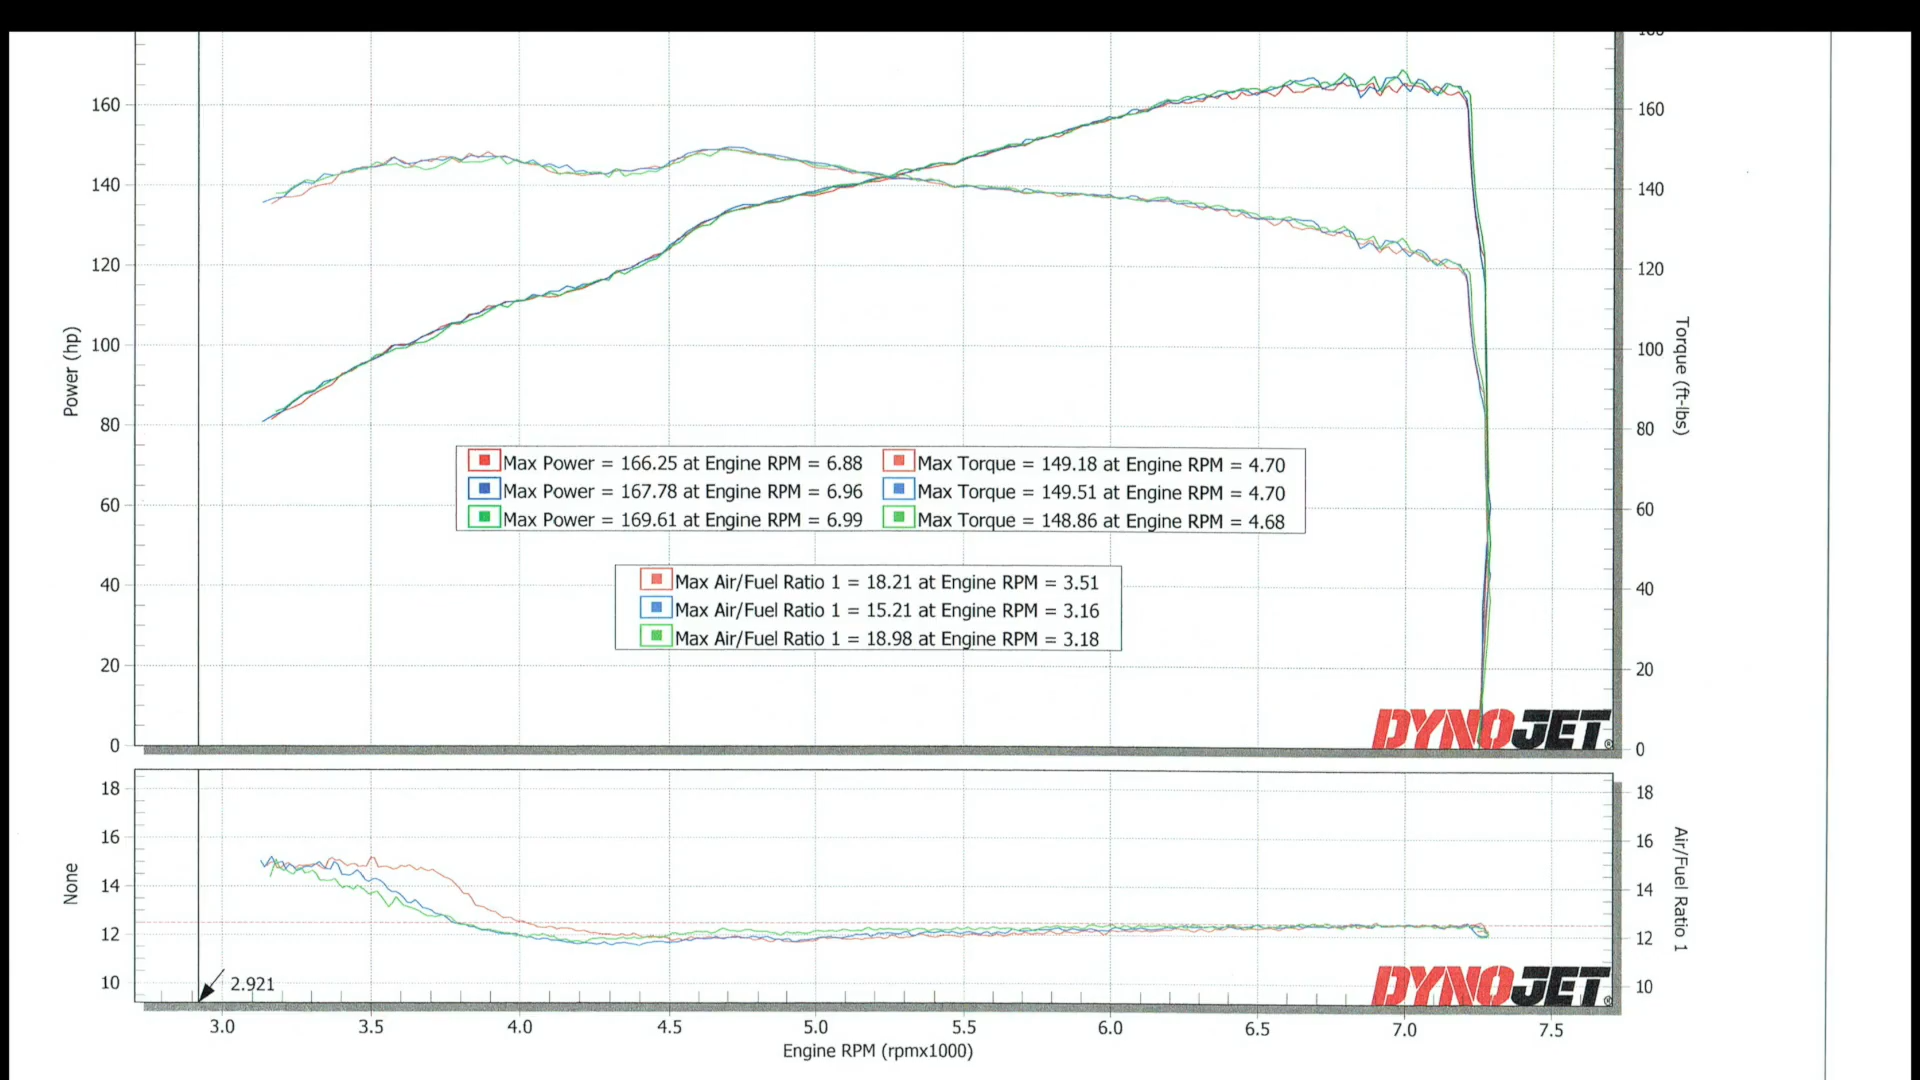 180
160
160
140
140
120
120
Power (hp)
Torque (ft-lbs)
100
100
80
80
Max Power = 166.25 at Engine RPM = 6.88
Max Torque = 149.18 at Engine RPM = 4.70
Max Power = 167.78 at Engine RPM = 6.96
Max Torque = 149.51 at Engine RPM = 4.70
Max Power = 169.61 at Engine RPM = 6.99
Max Torque = 148.86 at Engine RPM = 4.68
60
60
Max Air/Fuel Ratio 1 = 18.21 at Engine RPM = 3.51
Max Air/Fuel Ratio 1 = 15.21 at Engine RPM = 3.16
Max Air/Fuel Ratio 1 = 18.98 at Engine RPM = 3.18
40
40
20
20
DYNOJET®
0
0
18
18
16
16
None
Air/Fuel Ratio 1
14
14
12
12
10
2.921
DYNOJET®
10
3.0 3.5 4.0 4.5 5.0 5.5 6.0 6.5 7.0 7.5
Engine RPM (rpmx1000)